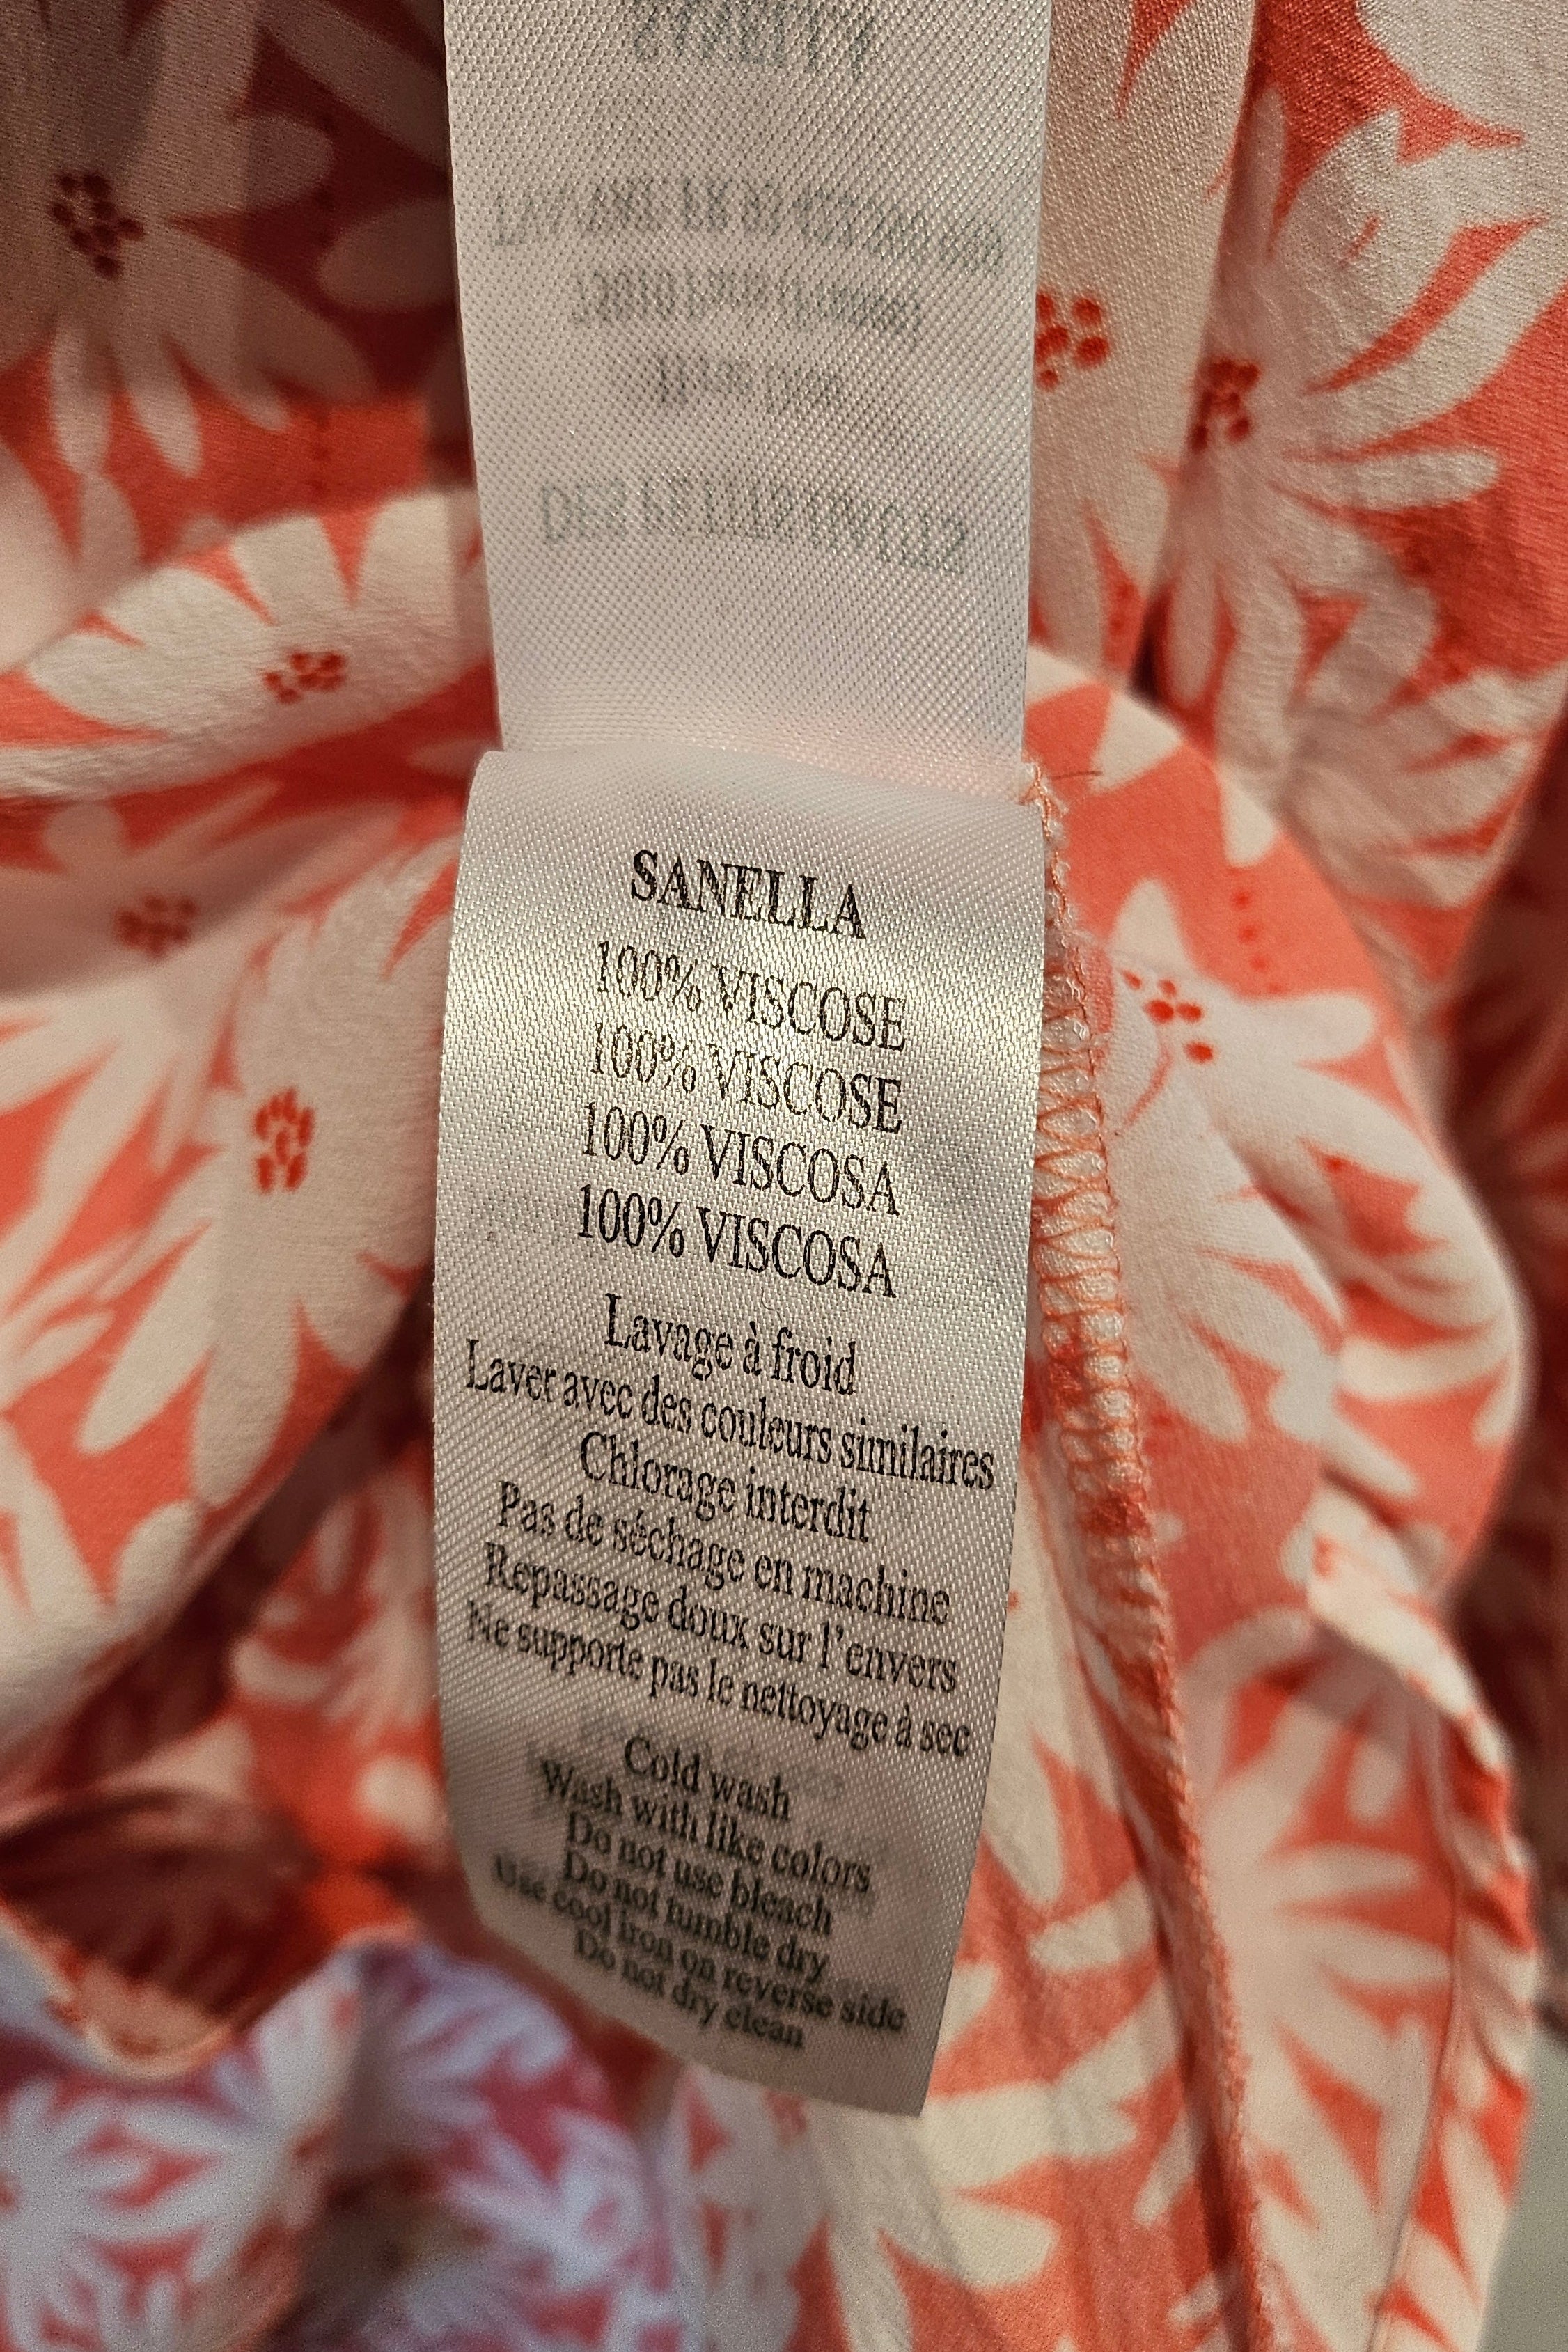 SANELLA
100% VISCOSE
100% VISCOSE
100% VISCOSA
100% VISCOSA
Lavage à froid
Laver avec des couleurs similaires
Chlorage interdit
Pas de séchage en machine
Repassage doux sur l'envers
Ne supporte pas le nettoyage à sec
Cold wash
Wash with like colors
Do not use bleach
Do not tumble dry
Use cool iron on reverse side
Do not dry clean